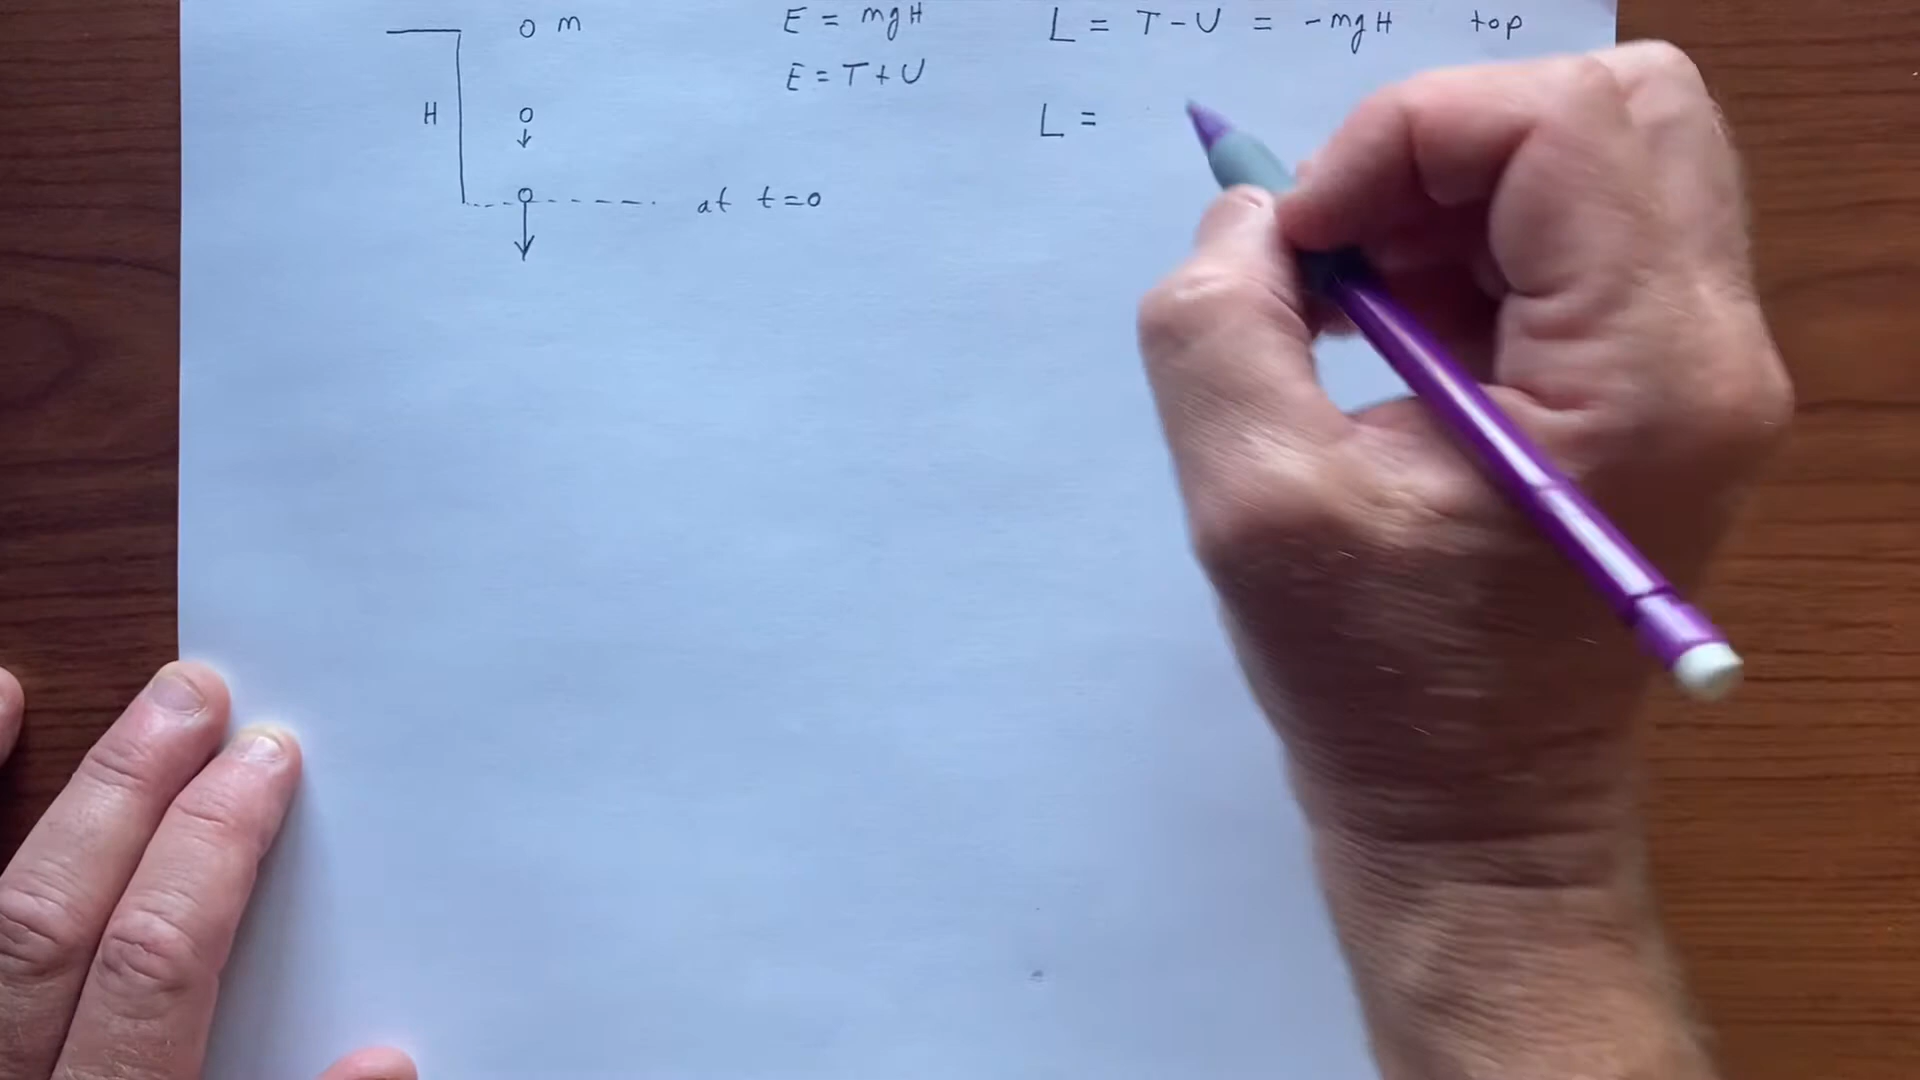 m E = mgH L = T - U = -mgH top
E = T + U
H L =
at t=0